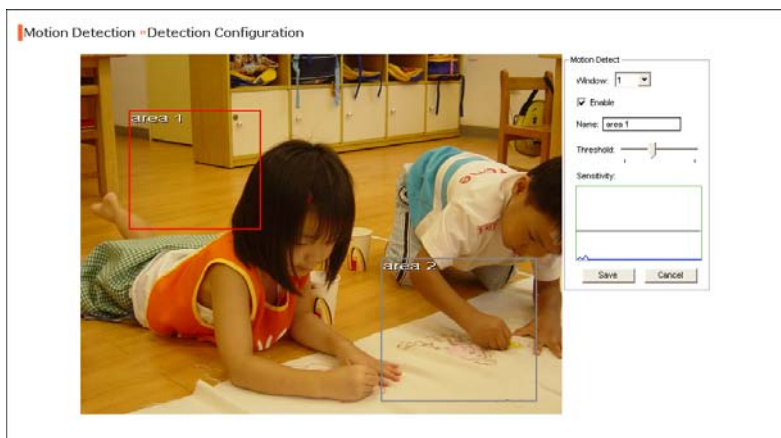 Motion Detection » Detection Configuration
area 1
area 2
Motion Detect
Window: 1
Enable
Name: area 1
Threshold:
Sensitivity:
Save Cancel